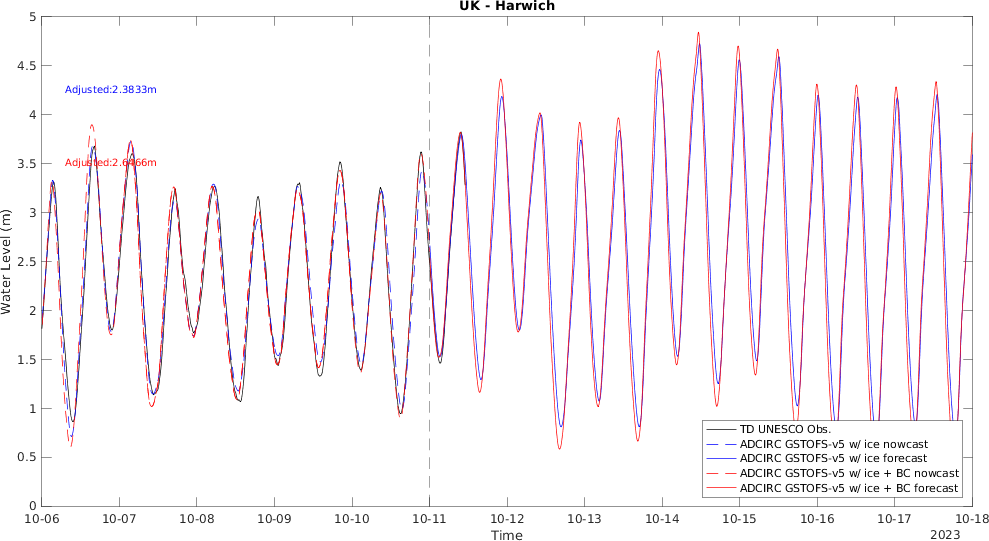 UK - Harwich
5
4.5
4
3.5
3
2.5
2
1.5
1
0.5
0
Water Level (m)
Adjusted:2.3833m
Adjusted:2.6466m
TD UNESCO Obs.
ADCIRC GSTOFS-v5 w/ ice nowcast
ADCIRC GSTOFS-v5 w/ ice forecast
ADCIRC GSTOFS-v5 w/ ice + BC nowcast
ADCIRC GSTOFS-v5 w/ ice + BC forecast
10-06 10-07 10-08 10-09 10-10 10-11 10-12 10-13 10-14 10-15 10-16 10-17 10-18
Time
2023